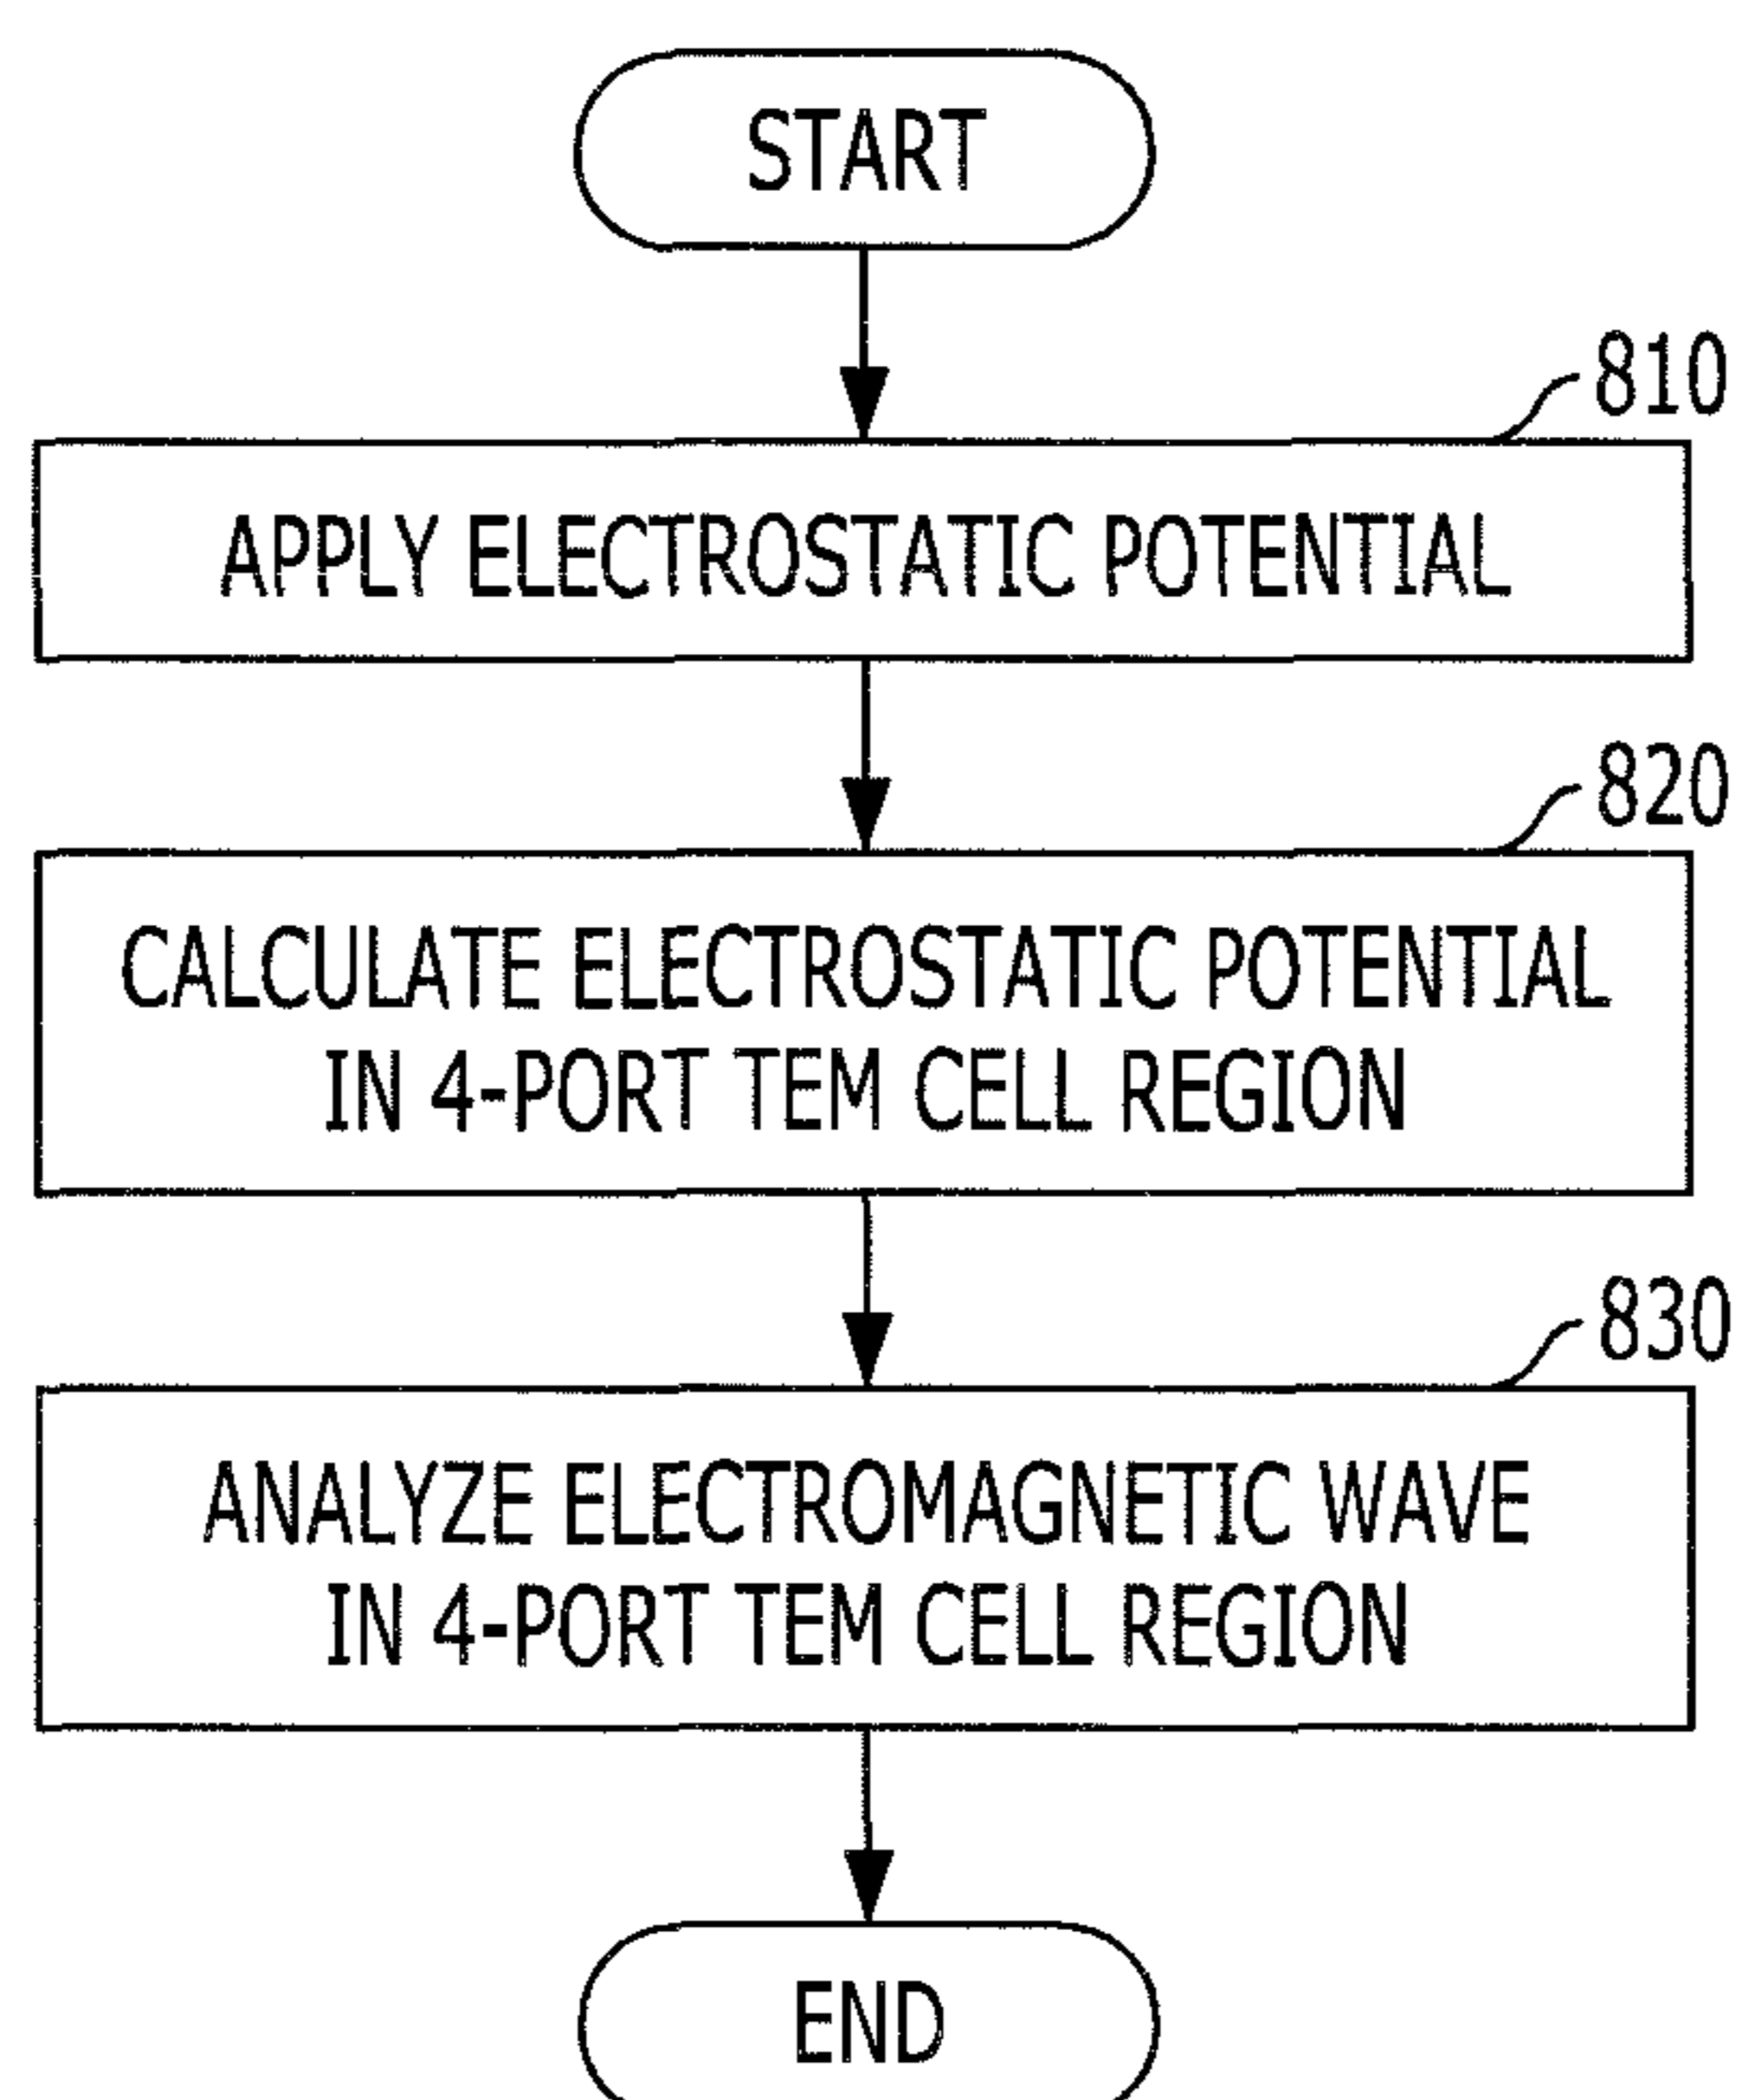 START
810
APPLY ELECTROSTATIC POTENTIAL
820
CALCULATE ELECTROSTATIC POTENTIAL
IN 4-PORT TEM CELL REGION
830
ANALYZE ELECTROMAGNETIC WAVE
IN 4-PORT TEM CELL REGION
END